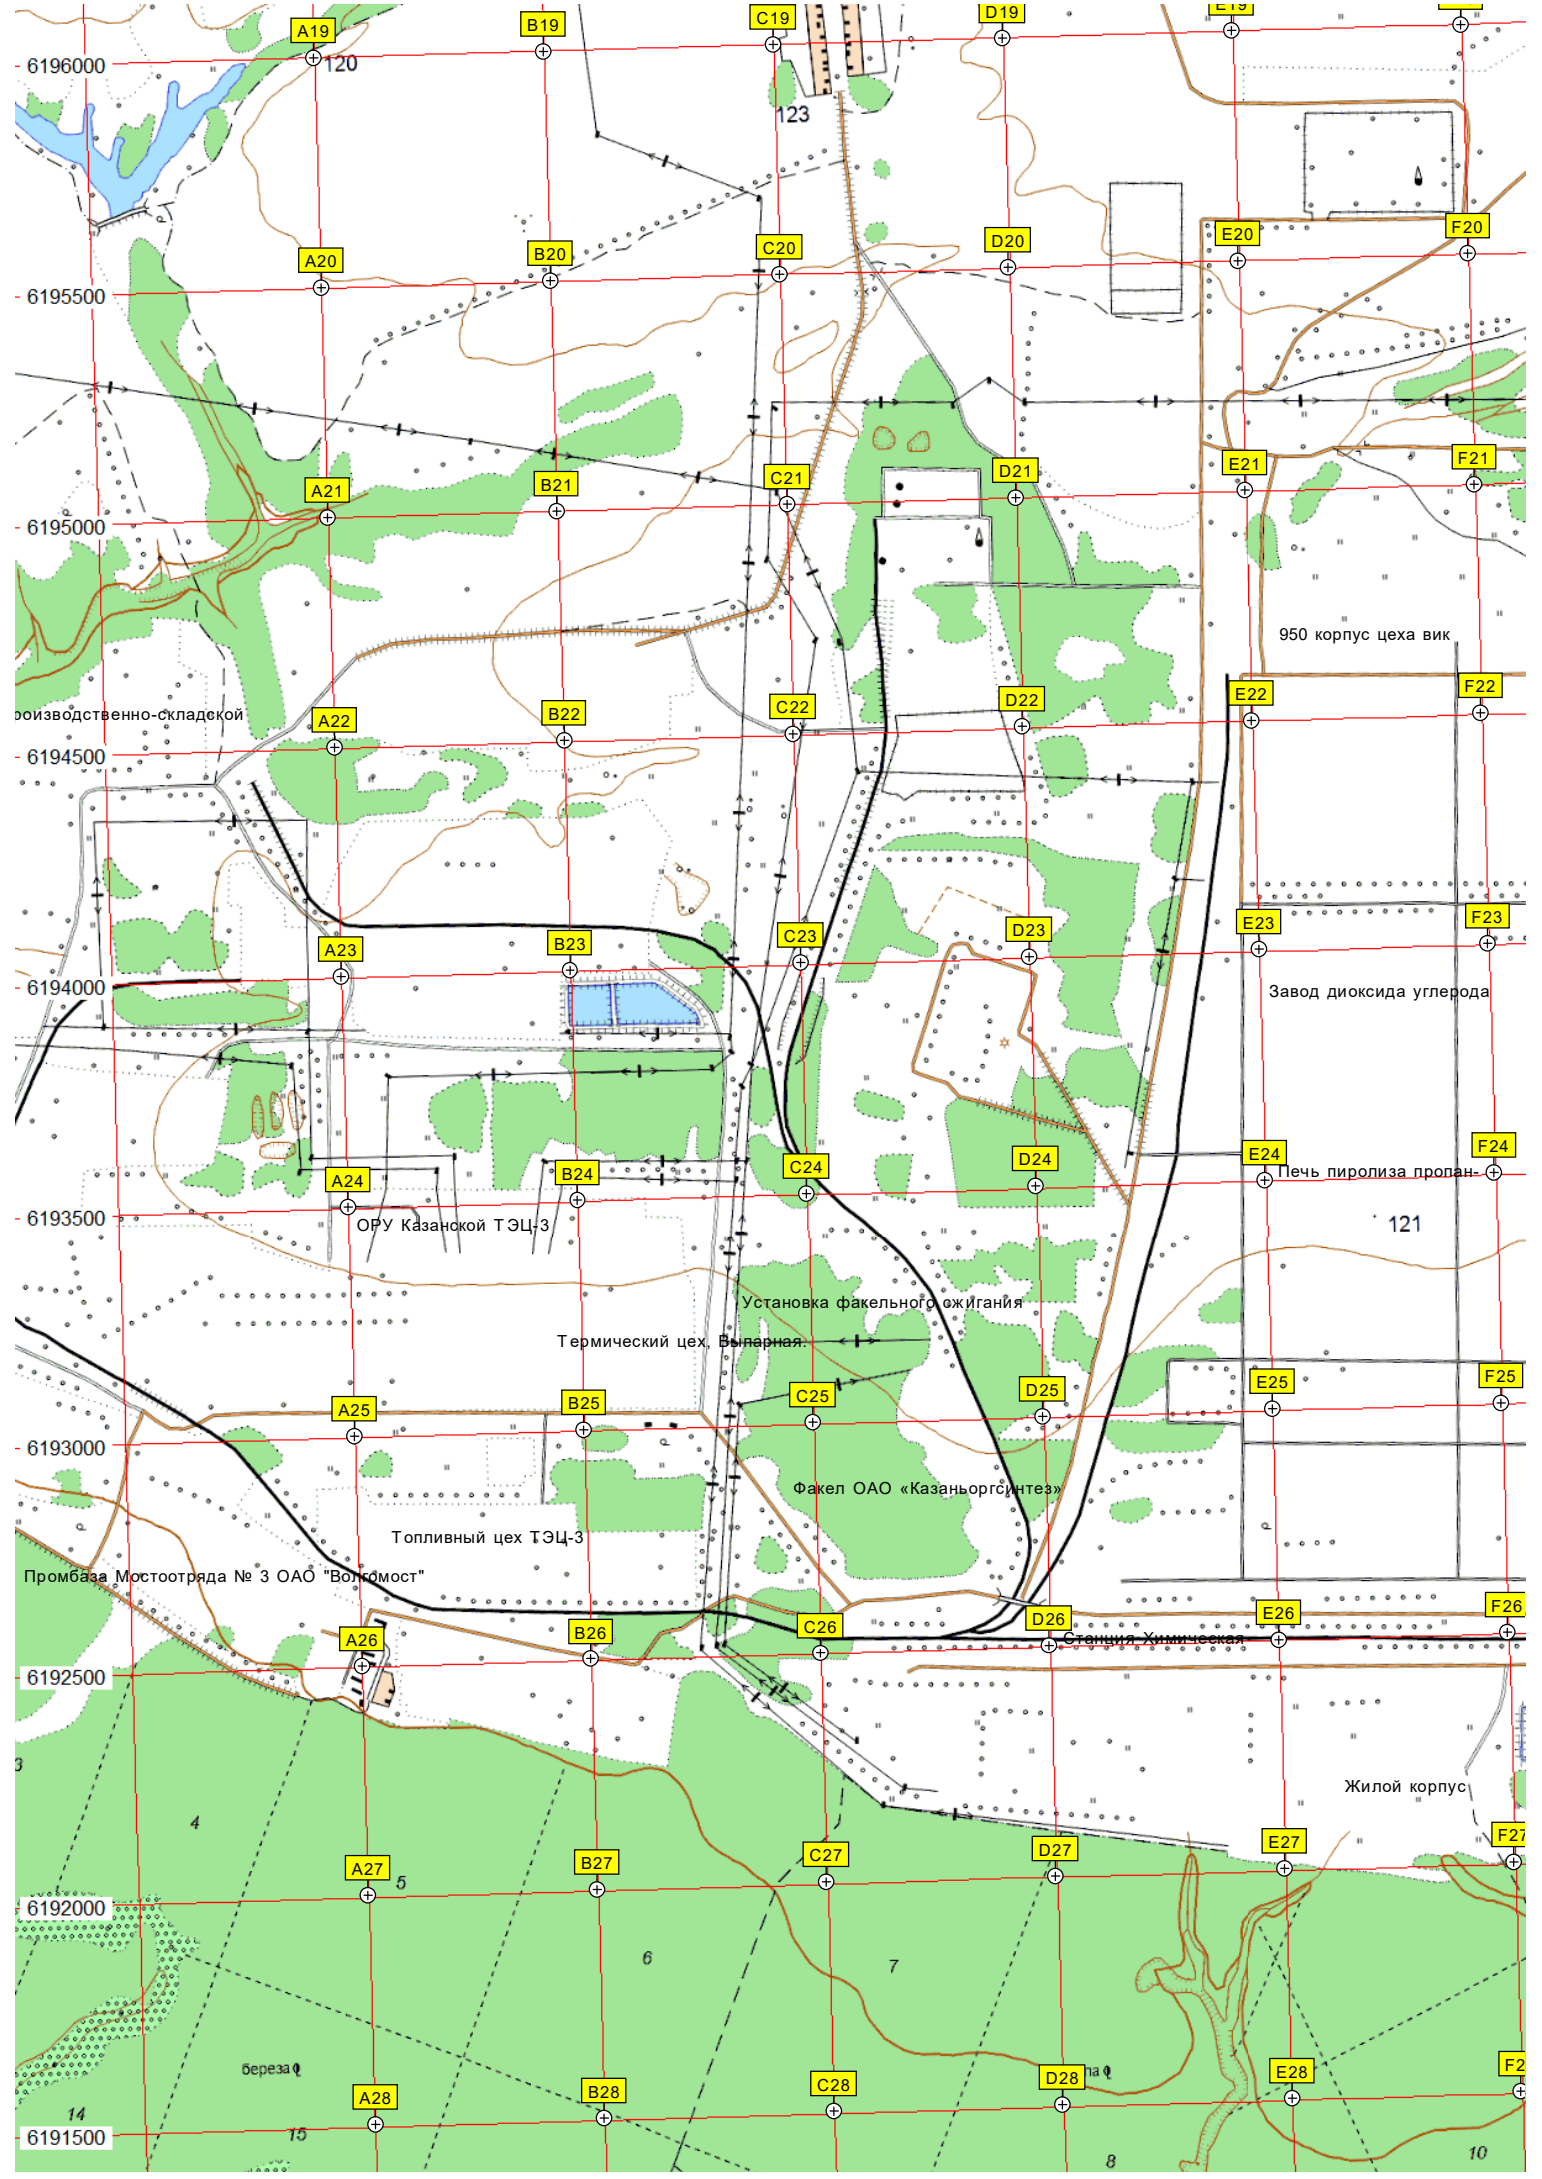 A19
B19
C19
D19
E19
6196000
120
123
A20
B20
C20
D20
E20
F20
6195500
A21
B21
C21
D21
E21
F21
6195000
950 корпус цеха вик
A22
B22
C22
D22
E22
F22
роизводственно-складской
6194500
A23
B23
C23
D23
E23
F23
6194000
Завод диоксида углерода
A24
B24
C24
D24
E24
F24
Печь пиролиза пропан-
6193500
ОРУ Казанской ТЭЦ-3
121
Установка факельного сжигания
Термический цех, Выпарная.
A25
B25
C25
D25
E25
F25
6193000
Факел ОАО «Казаньоргсинтез»
Топливный цех ТЭЦ-3
Промбаза Мостоотряда № 3 ОАО "Волгомост"
A26
B26
C26
D26
E26
F26
Станция Химическая
6192500
3
Жилой корпус
4
A27
B27
C27
D27
E27
F27
5
6192000
6
7
береза
па
A28
B28
C28
D28
E28
F2
14
15
6191500
8
10